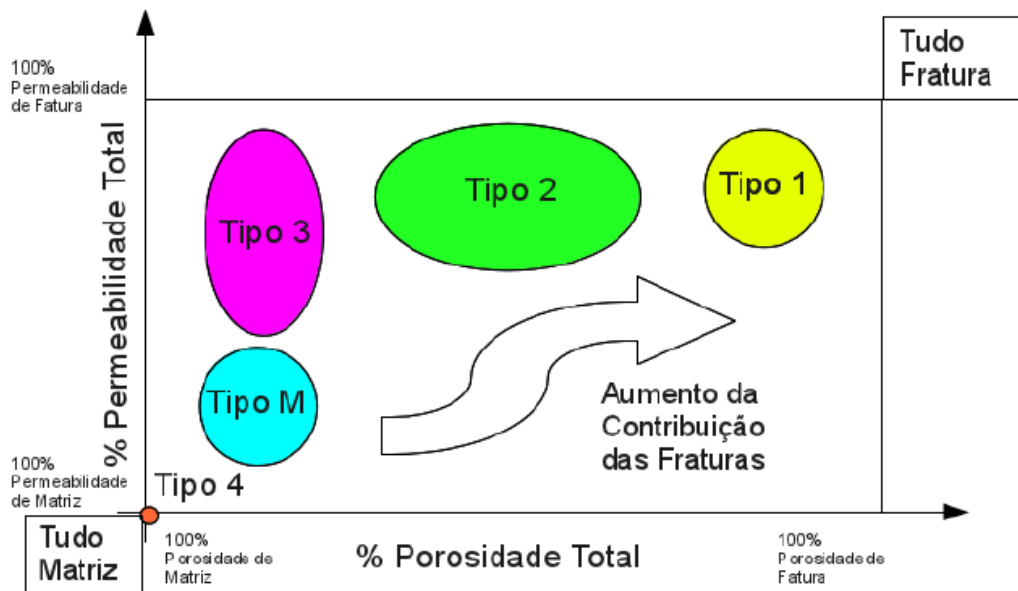 Tudo
Fratura
100%
Permeabilidade
de Fatura
% Permeabilidade Total
Tipo 3
Tipo 2
Tipo 1
Tipo M
Aumento da
Contribuição
das Fraturas
100%
Permeabilidade
de Matriz
Tipo 4
Tudo
Matriz
100%
Porosidade de
Matriz
% Porosidade Total
100%
Porosidade de
Fatura